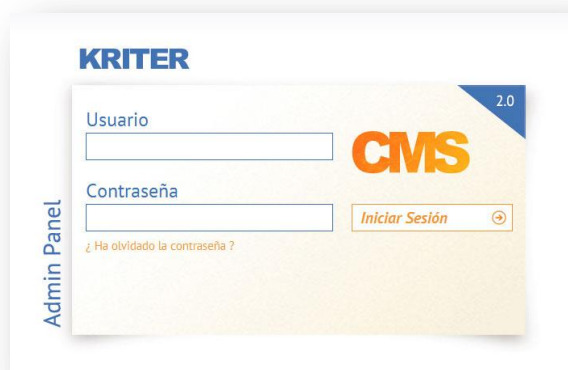 KRITER
2.0
Usuario
CMS
Contraseña
Iniciar Sesión
¿ Ha olvidado la contraseña ?
Admin Panel